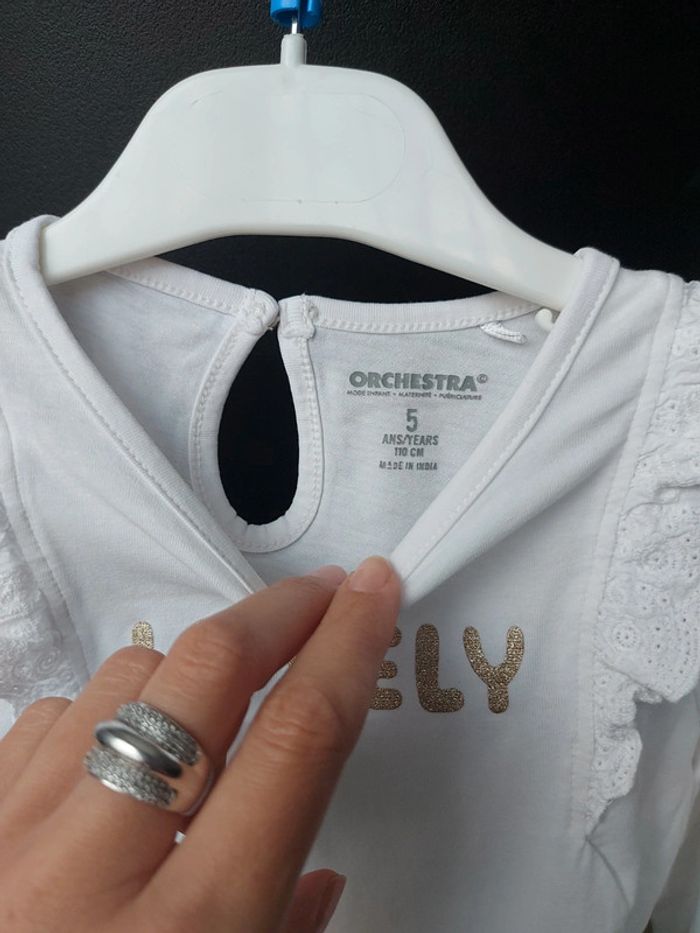 ORCHESTRA©
MODE ENFANT • MATERNITÉ • PUÉRICULTURE
5
ANS/YEARS
110 CM
MADE IN INDIA
ELY